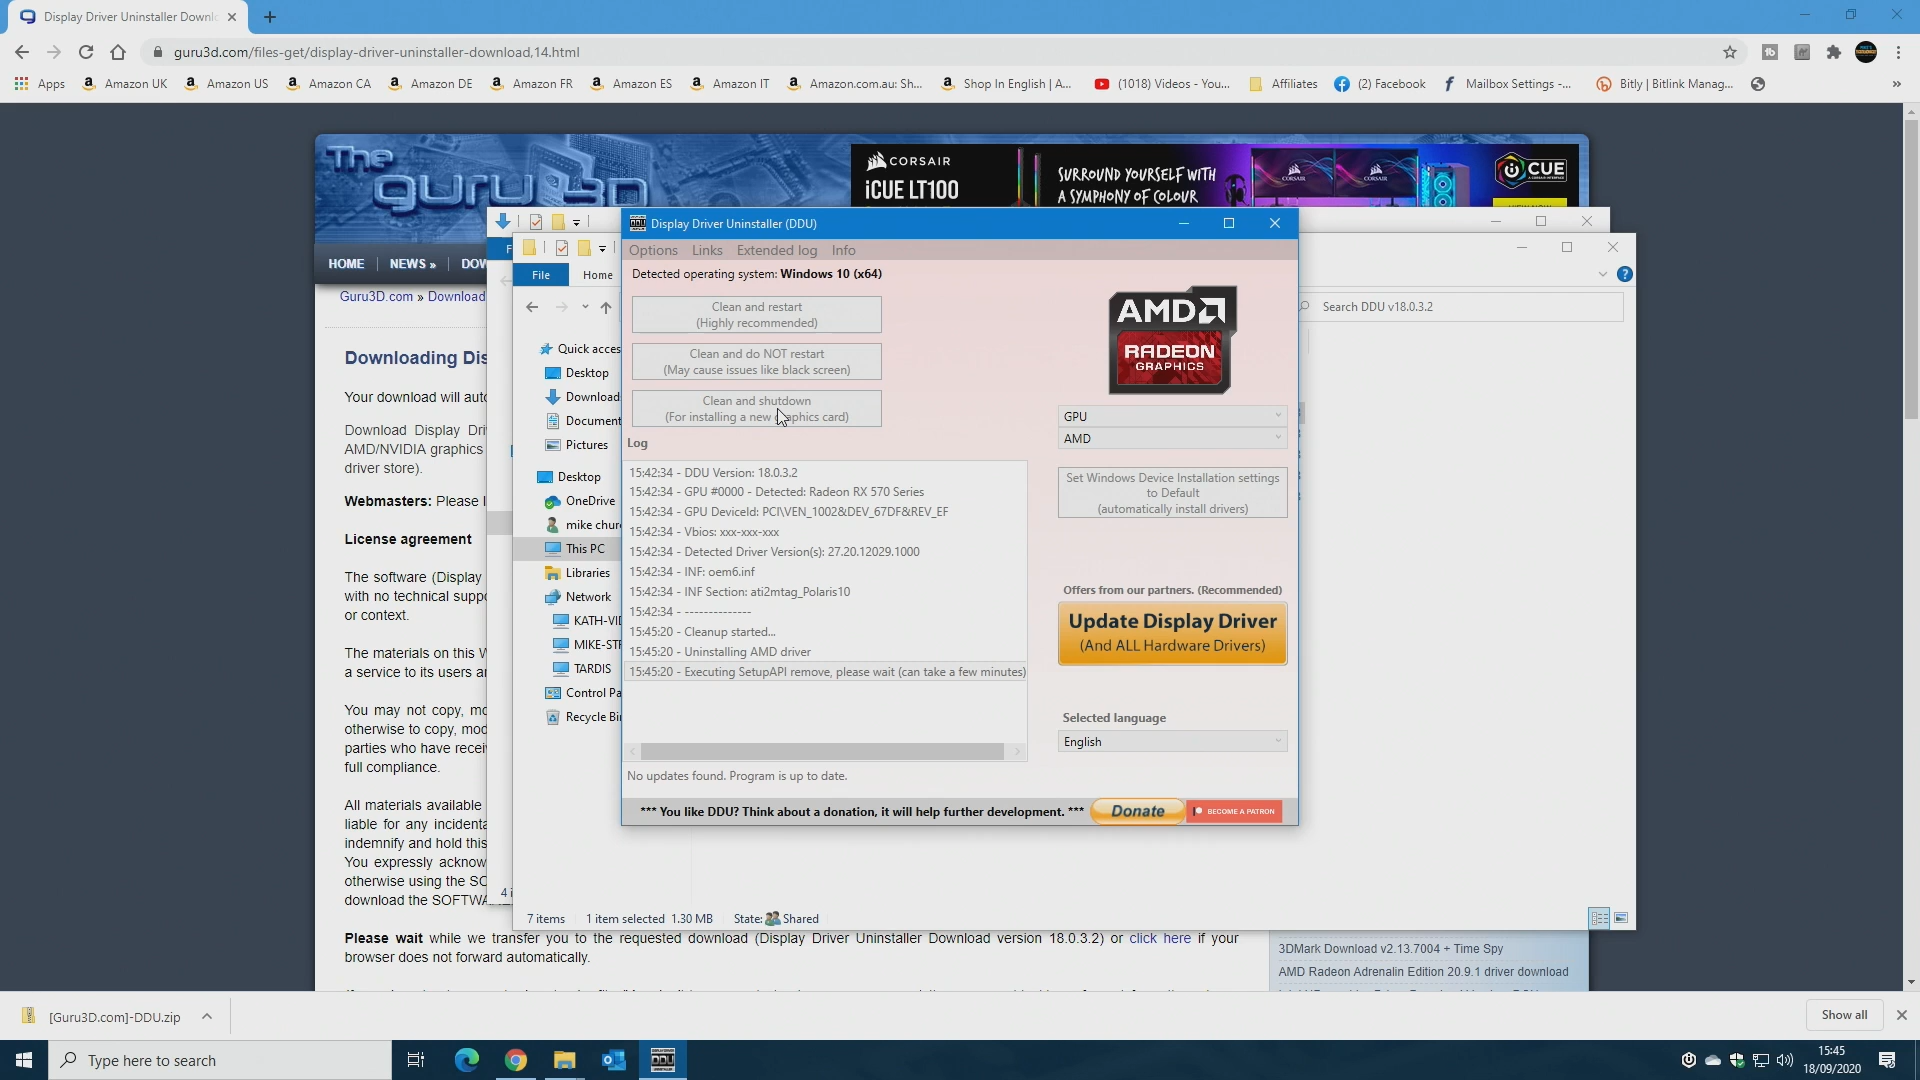 Display Driver Uninstaller Downl
guru3d.com/files-get/display-driver-uninstaller-download,14.html
Apps
Amazon UK
Amazon US
Amazon CA
Amazon DE
Amazon FR
Amazon ES
Amazon IT
Amazon.com.au: Sh...
Shop In English | A...
(1018) Videos - You...
Affiliates
(2) Facebook
Mailbox Settings -...
Bitly | Bitlink Manag...
»
The guru3D
CORSAIR
iCUE LT100
SURROUND YOURSELF WITH
A SYMPHONY OF COLOUR
iCUE
HOME
NEWS »
Guru3D.com » Download
Downloading Dis
Your download will
Download Display Dri
AMD/NVIDIA graphics
driver store).
Webmasters: Please
License agreement
The software (Display
with no technical
or context.
The materials on this
a service to its users
You may not copy,
otherwise to copy,
parties who have
full compliance.
All materials available
liable for any
indemnify and hold this
You expressly
otherwise using the
download the
Please wait while we transfer you to the requested download (Display Driver Uninstaller Download version 18.0.3.2) or click here if your
browser does not forward automatically.
3DMark Download v2.13.7004 + Time Spy
AMD Radeon Adrenalin Edition 20.9.1 driver download
File
Home
Search DDU v18.0.3.2
Quick acces
Desktop
Download
Document
Pictures
Desktop
OneDrive
mike chur
This PC
Libraries
Network
KATH-VI
MIKE-ST
TARDIS
Control Pa
Recycle Bi
4 i
7 items
1 item selected 1.30 MB
State: Shared
Display Driver Uninstaller (DDU)
Options
Links
Extended log
Info
Detected operating system: Windows 10 (x64)
Clean and restart
(Highly recommended)
Clean and do NOT restart
(May cause issues like black screen)
Clean and shutdown
(For installing a new graphics card)
Log
15:42:34 - DDU Version: 18.0.3.2
15:42:34 - GPU #0000 - Detected: Radeon RX 570 Series
15:42:34 - GPU DeviceId: PCI\VEN_1002&DEV_67DF&REV_EF
15:42:34 - Vbios: xxx-xxx-xxx
15:42:34 - Detected Driver Version(s): 27.20.12029.1000
15:42:34 - INF: oem6.inf
15:42:34 - INF Section: ati2mtag_Polaris10
15:42:34 - --------------
15:45:20 - Cleanup started...
15:45:20 - Uninstalling AMD driver
15:45:20 - Executing SetupAPI remove, please wait (can take a few minutes)
No updates found. Program is up to date.
AMD
RADEON
GRAPHICS
GPU
AMD
Set Windows Device Installation settings
to Default
(automatically install drivers)
Offers from our partners. (Recommended)
Update Display Driver
(And ALL Hardware Drivers)
Selected language
English
*** You like DDU? Think about a donation, it will help further development. ***
Donate
BECOME A PATRON
[Guru3D.com]-DDU.zip
Show all
Type here to search
15:45
18/09/2020